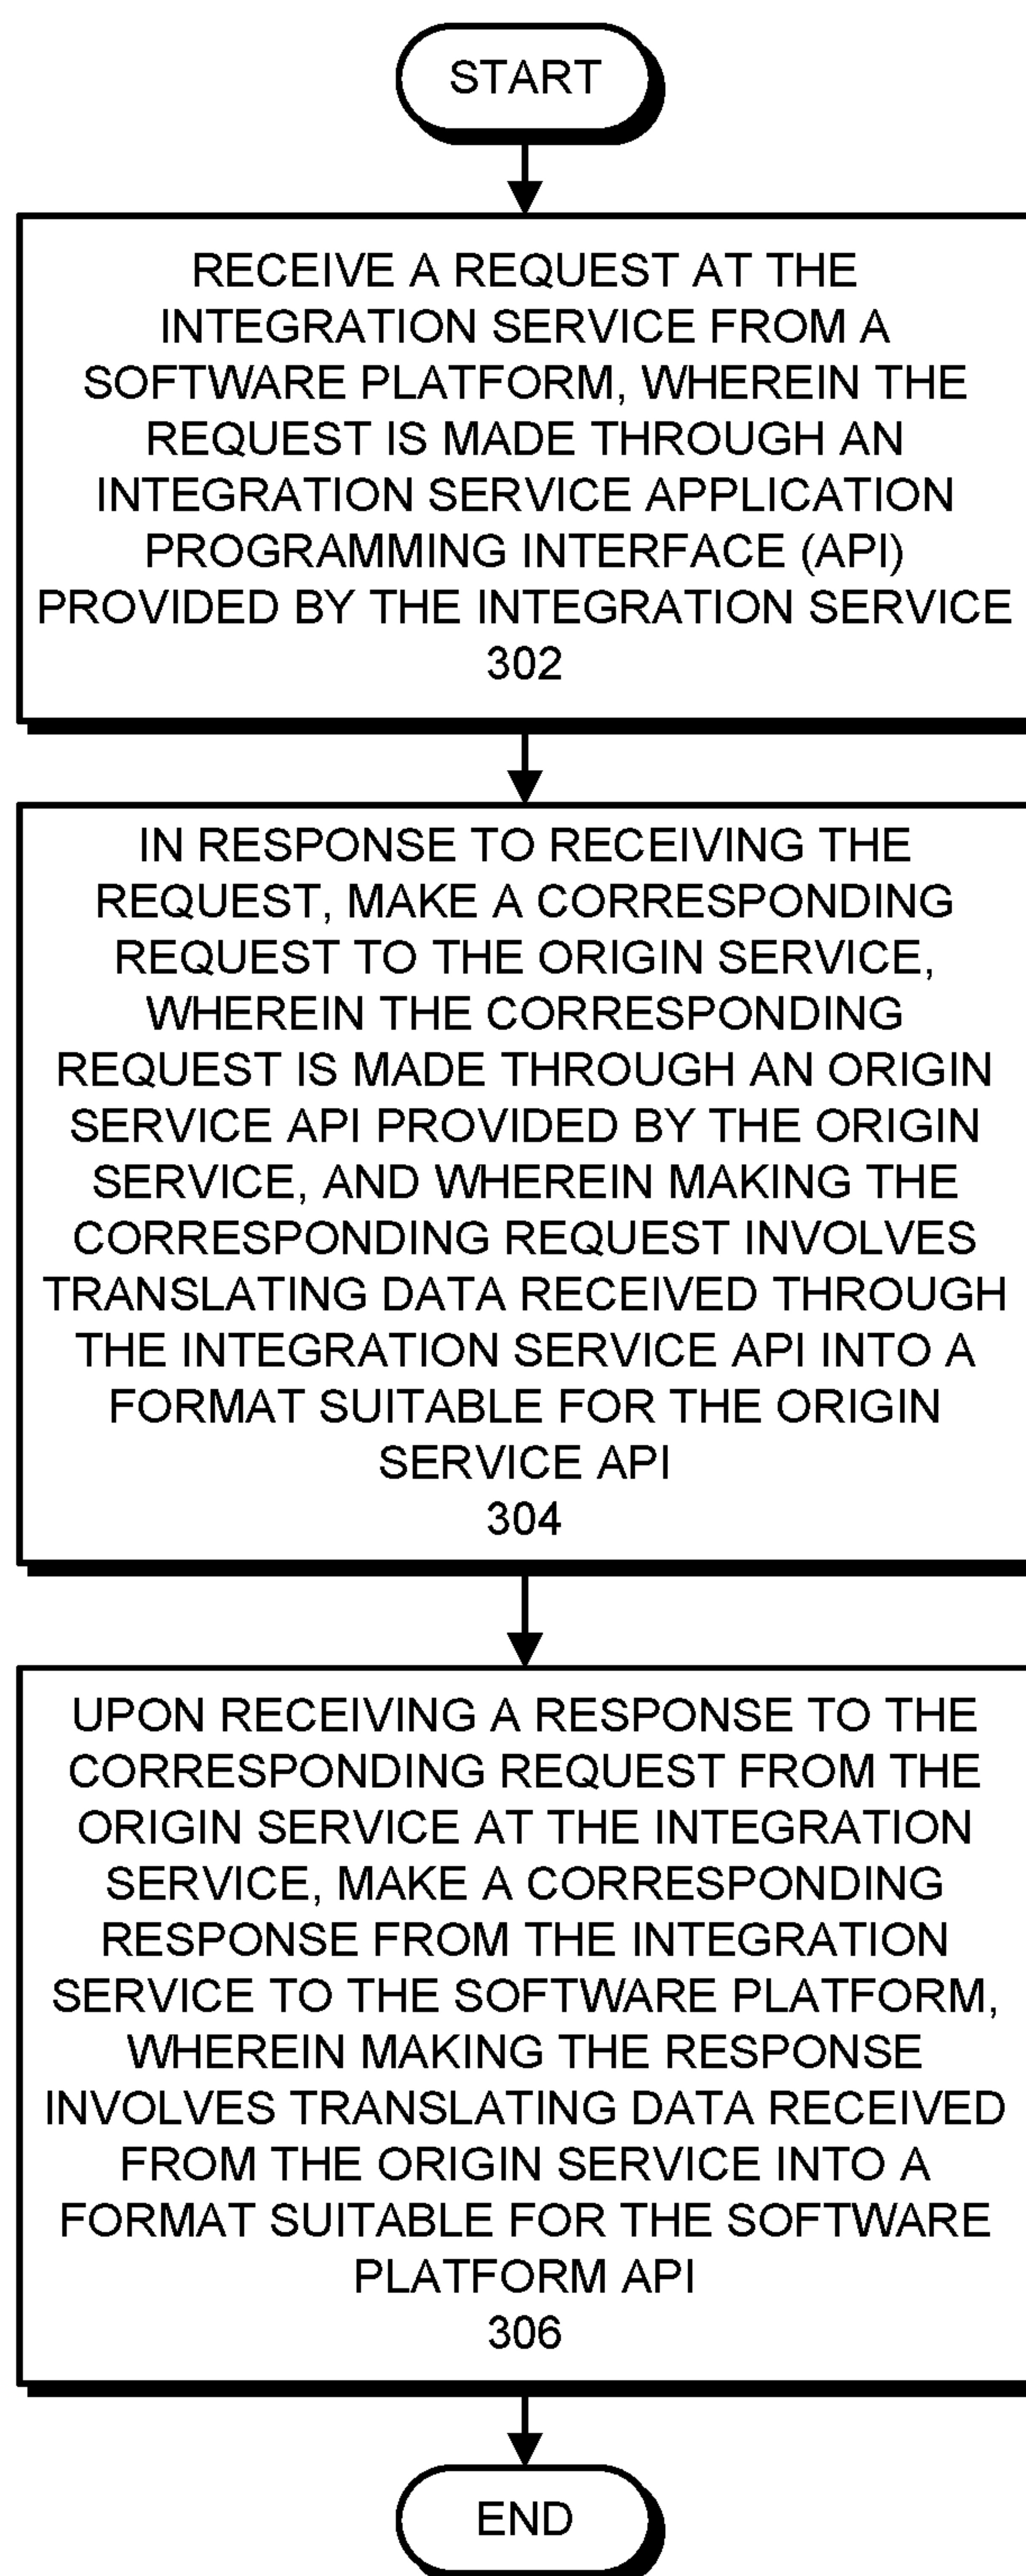 START
RECEIVE A REQUEST AT THE
INTEGRATION SERVICE FROM A
SOFTWARE PLATFORM, WHEREIN THE
REQUEST IS MADE THROUGH AN
INTEGRATION SERVICE APPLICATION
PROGRAMMING INTERFACE (API)
PROVIDED BY THE INTEGRATION SERVICE
302
IN RESPONSE TO RECEIVING THE
REQUEST, MAKE A CORRESPONDING
REQUEST TO THE ORIGIN SERVICE,
WHEREIN THE CORRESPONDING
REQUEST IS MADE THROUGH AN ORIGIN
SERVICE API PROVIDED BY THE ORIGIN
SERVICE, AND WHEREIN MAKING THE
CORRESPONDING REQUEST INVOLVES
TRANSLATING DATA RECEIVED THROUGH
THE INTEGRATION SERVICE API INTO A
FORMAT SUITABLE FOR THE ORIGIN
SERVICE API
304
UPON RECEIVING A RESPONSE TO THE
CORRESPONDING REQUEST FROM THE
ORIGIN SERVICE AT THE INTEGRATION
SERVICE, MAKE A CORRESPONDING
RESPONSE FROM THE INTEGRATION
SERVICE TO THE SOFTWARE PLATFORM,
WHEREIN MAKING THE RESPONSE
INVOLVES TRANSLATING DATA RECEIVED
FROM THE ORIGIN SERVICE INTO A
FORMAT SUITABLE FOR THE SOFTWARE
PLATFORM API
306
END